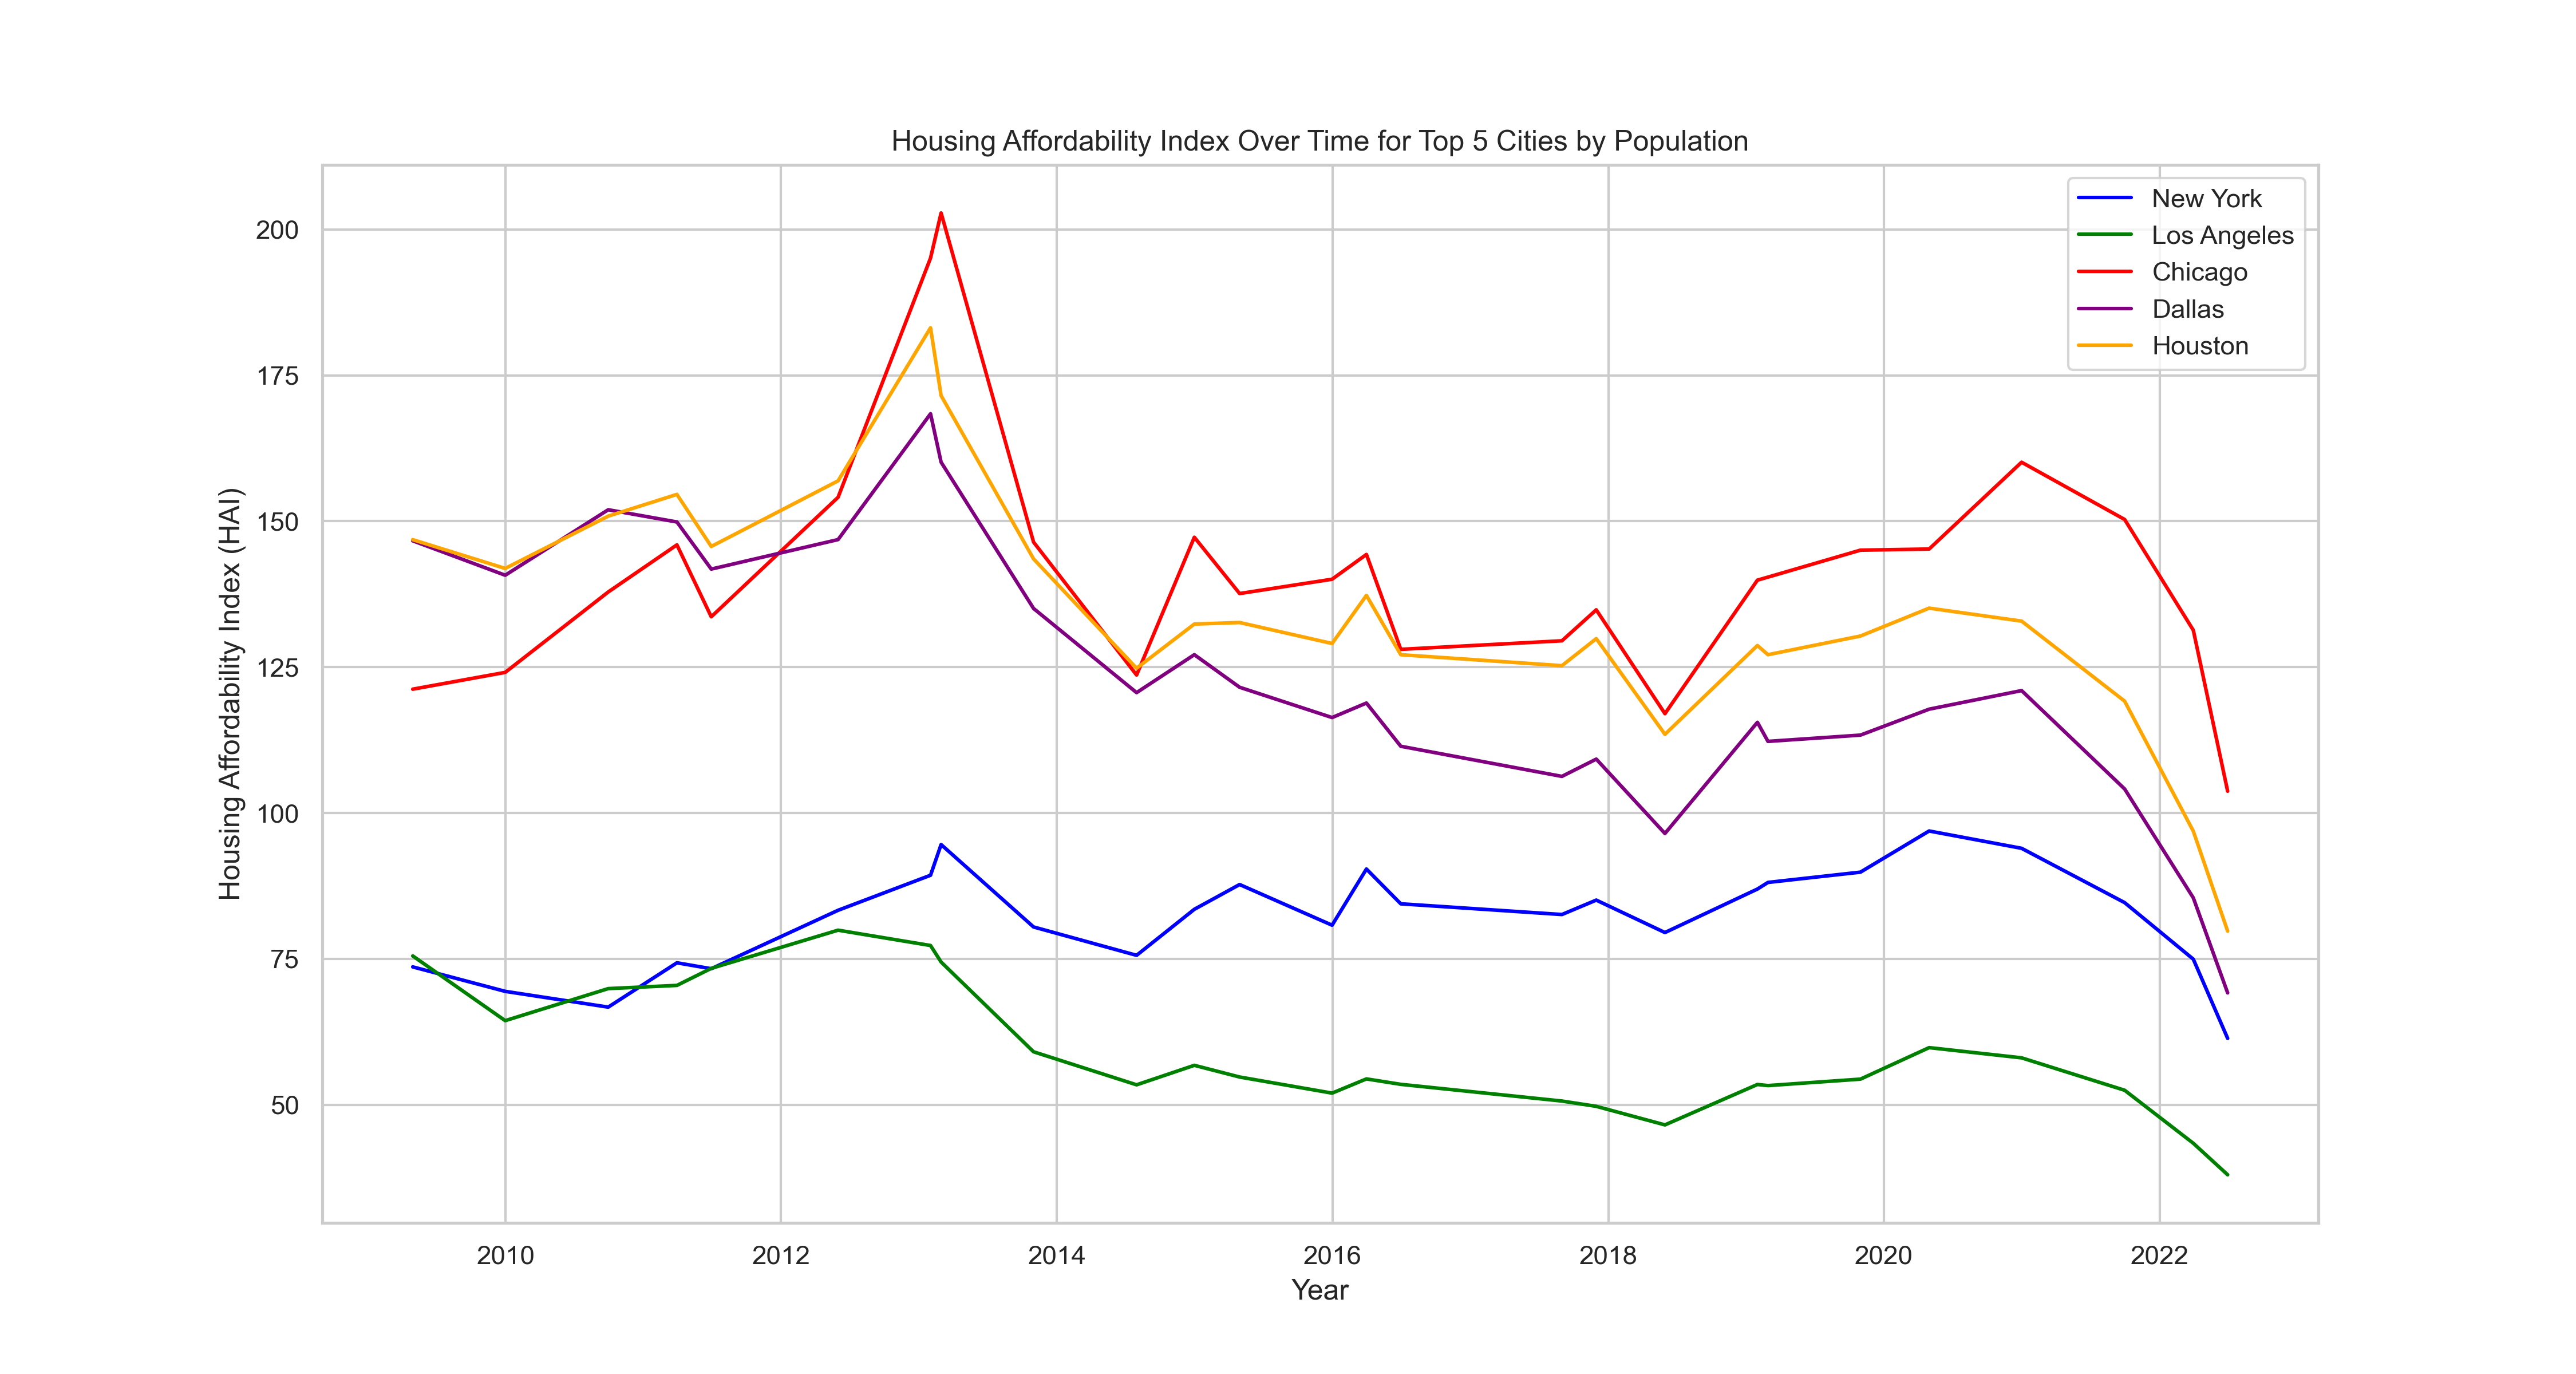 Housing Affordability Index Over Time for Top 5 Cities by Population
New York
Los Angeles
Chicago
Dallas
Houston
Housing Affordability Index (HAI)
200
175
150
125
100
75
50
2010 2012 2014 2016 2018 2020 2022
Year